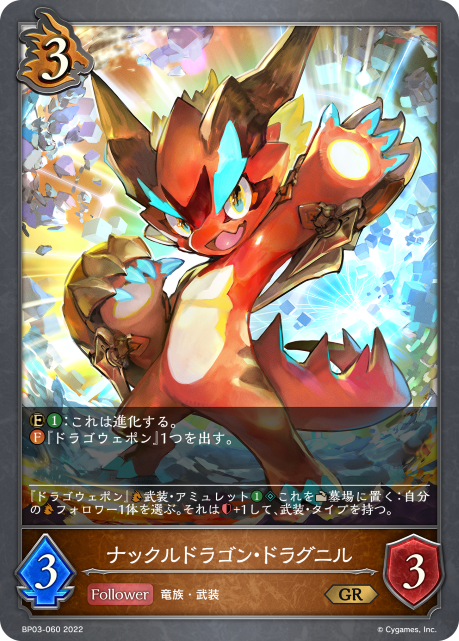 3
E 1：これは進化する。
F『ドラゴウェポン』1つを出す。
『ドラゴウェポン』武装・アミュレット1 これを墓場に置く：自分
のフォロワー1体を選ぶ。それは+1して、武装・タイプを持つ。
ナックルドラゴン・ドラグニル
3
Follower 竜族・武装
GR
3
BP03-060 2022
© Cygames, Inc.